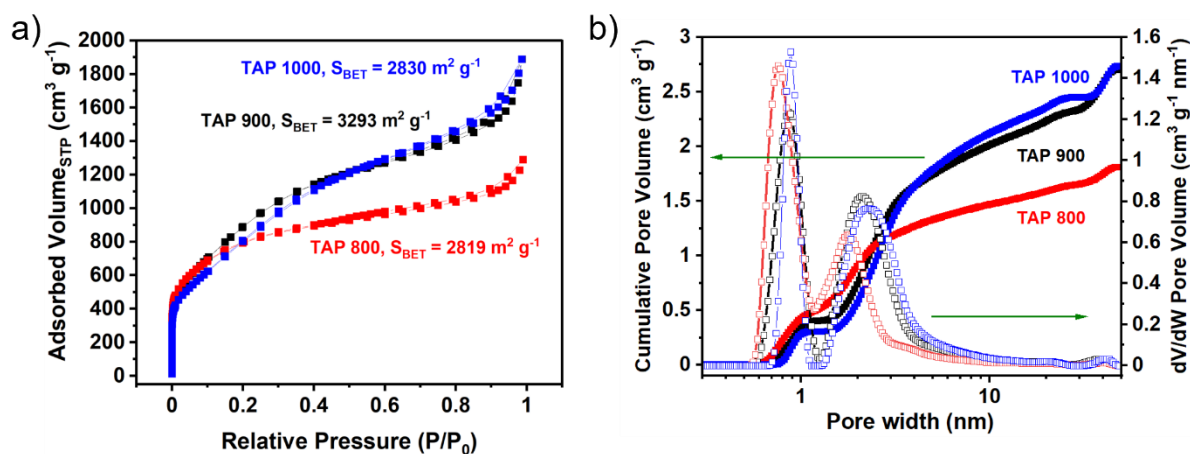 a)
2000
1800
1600
1400
1200
1000
800
600
400
200
0
Adsorbed Volume_STP (cm³ g⁻¹)
TAP 1000, S_BET = 2830 m² g⁻¹
TAP 900, S_BET = 3293 m² g⁻¹
TAP 800, S_BET = 2819 m² g⁻¹
0 0.2 0.4 0.6 0.8 1
Relative Pressure (P/P₀)
b)
3
2.5
2
1.5
1
0.5
0
Cumulative Pore Volume (cm³ g⁻¹)
TAP 1000
TAP 900
TAP 800
1.6
1.4
1.2
1
0.8
0.6
0.4
0.2
0
dV/dW Pore Volume (cm³ g⁻¹ nm⁻¹)
1 10
Pore width (nm)